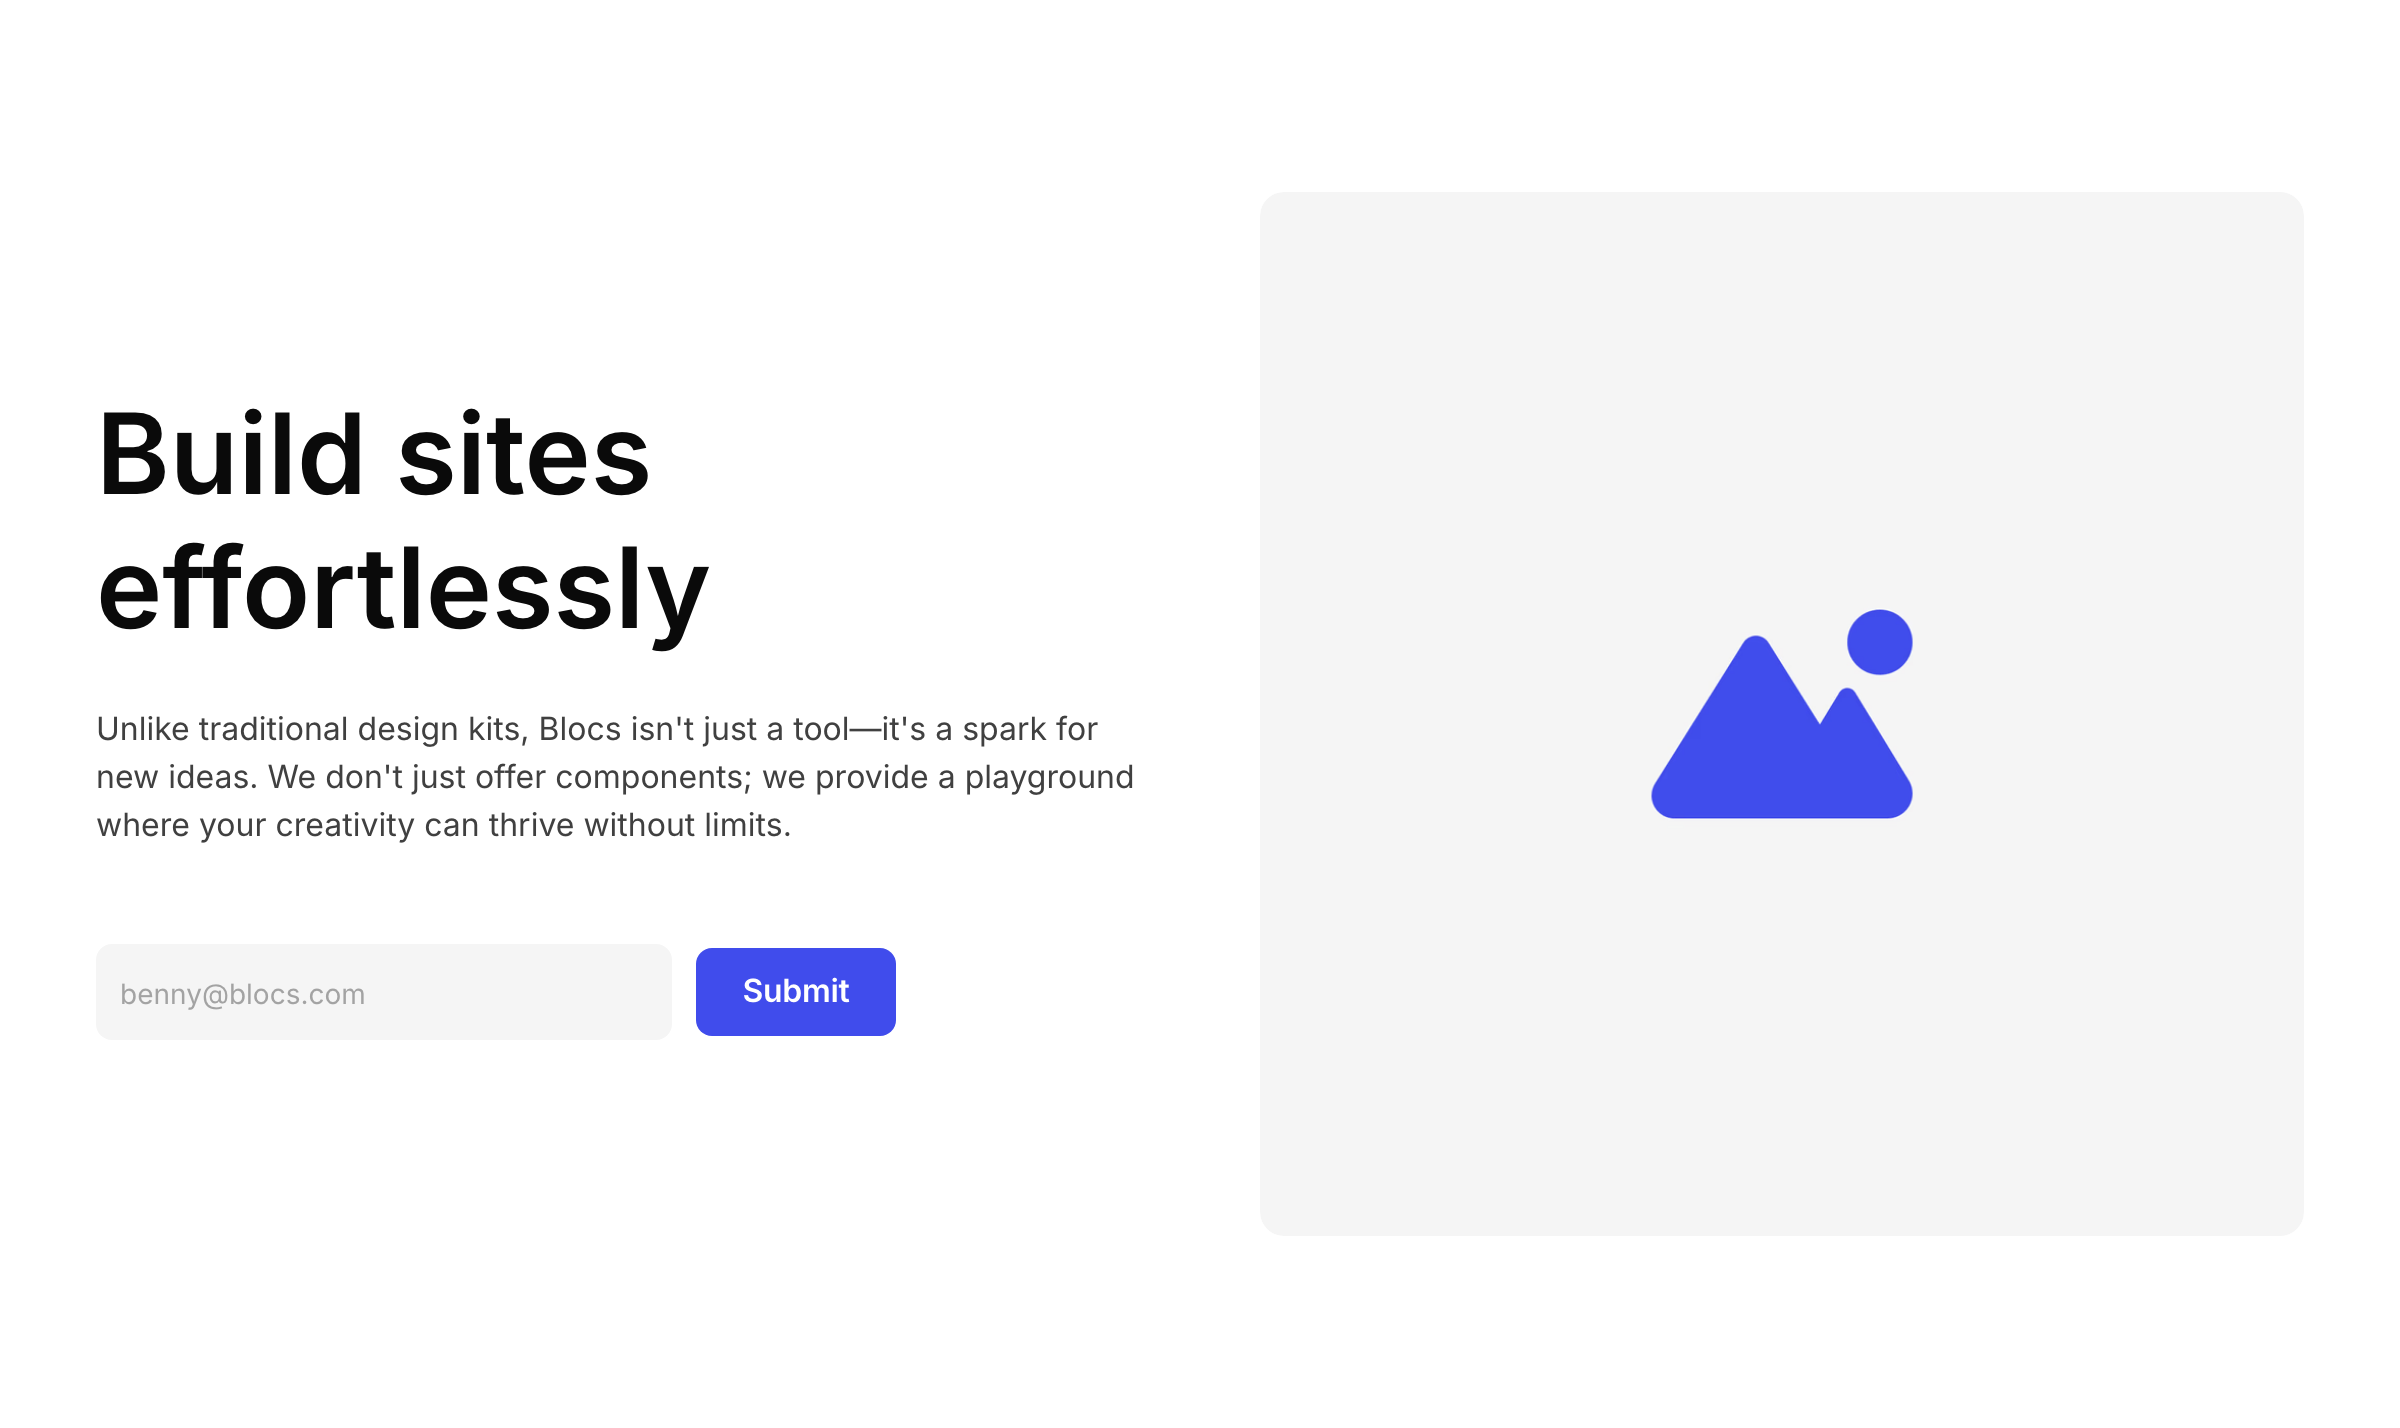 Build sites
effortlessly
Unlike traditional design kits, Blocs isn't just a tool—it's a spark for
new ideas. We don't just offer components; we provide a playground
where your creativity can thrive without limits.
benny@blocs.com
Submit